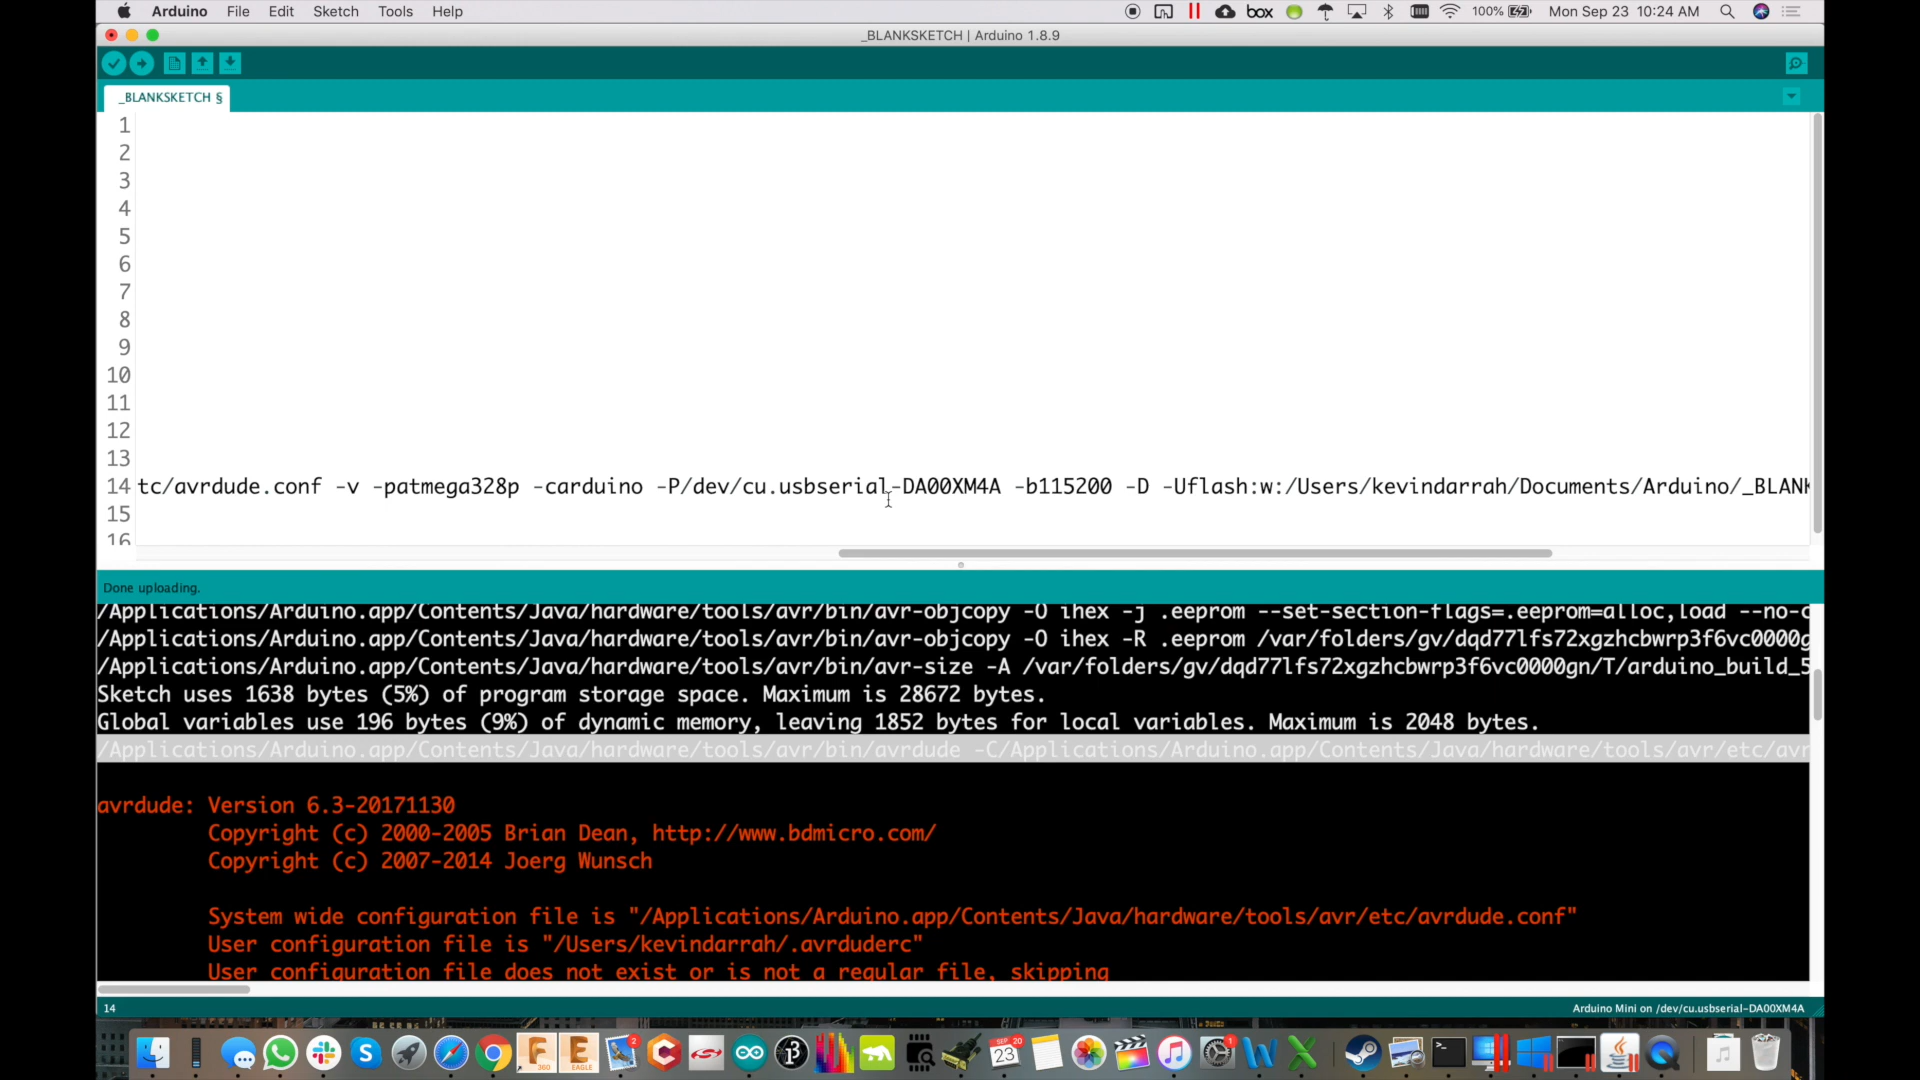 Arduino File Edit Sketch Tools Help
box 100% Mon Sep 23 10:24 AM
_BLANKSKETCH | Arduino 1.8.9
_BLANKSKETCH §
1
2
3
4
5
6
7
8
9
10
11
12
13
14 tc/avrdude.conf -v -patmega328p -carduino -P/dev/cu.usbserial-DA00XM4A -b115200 -D -Uflash:w:/Users/kevindarrah/Documents/Arduino/_BLANK
15
16
Done uploading.
/Applications/Arduino.app/Contents/Java/hardware/tools/avr/bin/avr-objcopy -O ihex -j .eeprom --set-section-flags=.eeprom=alloc,load --no-c
/Applications/Arduino.app/Contents/Java/hardware/tools/avr/bin/avr-objcopy -O ihex -R .eeprom /var/folders/gv/dqd77lfs72xgzhcbwrp3f6vc0000g
/Applications/Arduino.app/Contents/Java/hardware/tools/avr/bin/avr-size -A /var/folders/gv/dqd77lfs72xgzhcbwrp3f6vc0000gn/T/arduino_build_5
Sketch uses 1638 bytes (5%) of program storage space. Maximum is 28672 bytes.
Global variables use 196 bytes (9%) of dynamic memory, leaving 1852 bytes for local variables. Maximum is 2048 bytes.
/Applications/Arduino.app/Contents/Java/hardware/tools/avr/bin/avrdude -C/Applications/Arduino.app/Contents/Java/hardware/tools/avr/etc/avr
avrdude: Version 6.3-20171130
Copyright (c) 2000-2005 Brian Dean, http://www.bdmicro.com/
Copyright (c) 2007-2014 Joerg Wunsch
System wide configuration file is "/Applications/Arduino.app/Contents/Java/hardware/tools/avr/etc/avrdude.conf"
User configuration file is "/Users/kevindarrah/.avrduderc"
User configuration file does not exist or is not a regular file, skipping
14 Arduino Mini on /dev/cu.usbserial-DA00XM4A
F 360 E EAGLE 2 SEP 20 23 1